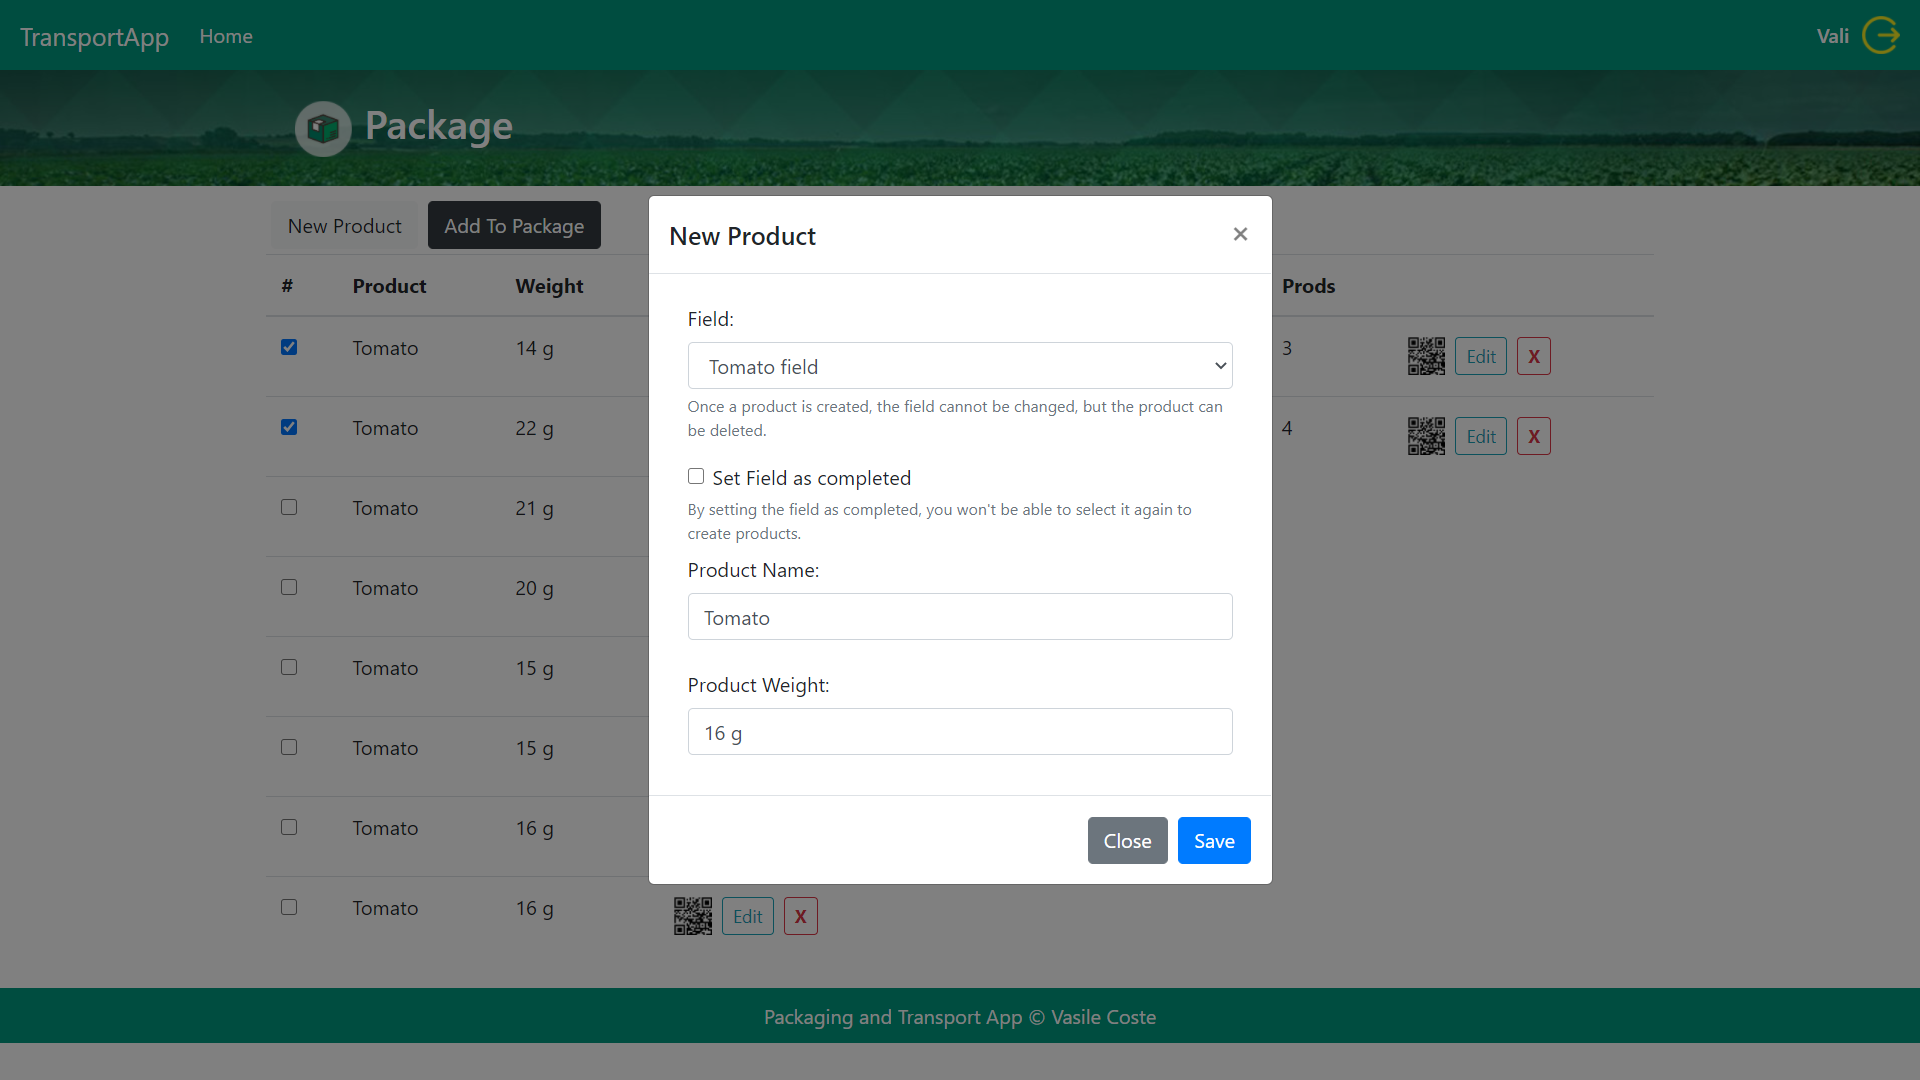 TransportApp Home Vali
Package
New Product Add To Package
# Product Weight Prods
Tomato 14 g 3 Edit X
Tomato 22 g 4 Edit X
Tomato 21 g
Tomato 20 g
Tomato 15 g
Tomato 15 g
Tomato 16 g
Tomato 16 g Edit X
New Product ×
Field:
Tomato field
Once a product is created, the field cannot be changed, but the product can
be deleted.
Set Field as completed
By setting the field as completed, you won't be able to select it again to
create products.
Product Name:
Tomato
Product Weight:
16 g
Close Save
Packaging and Transport App © Vasile Coste